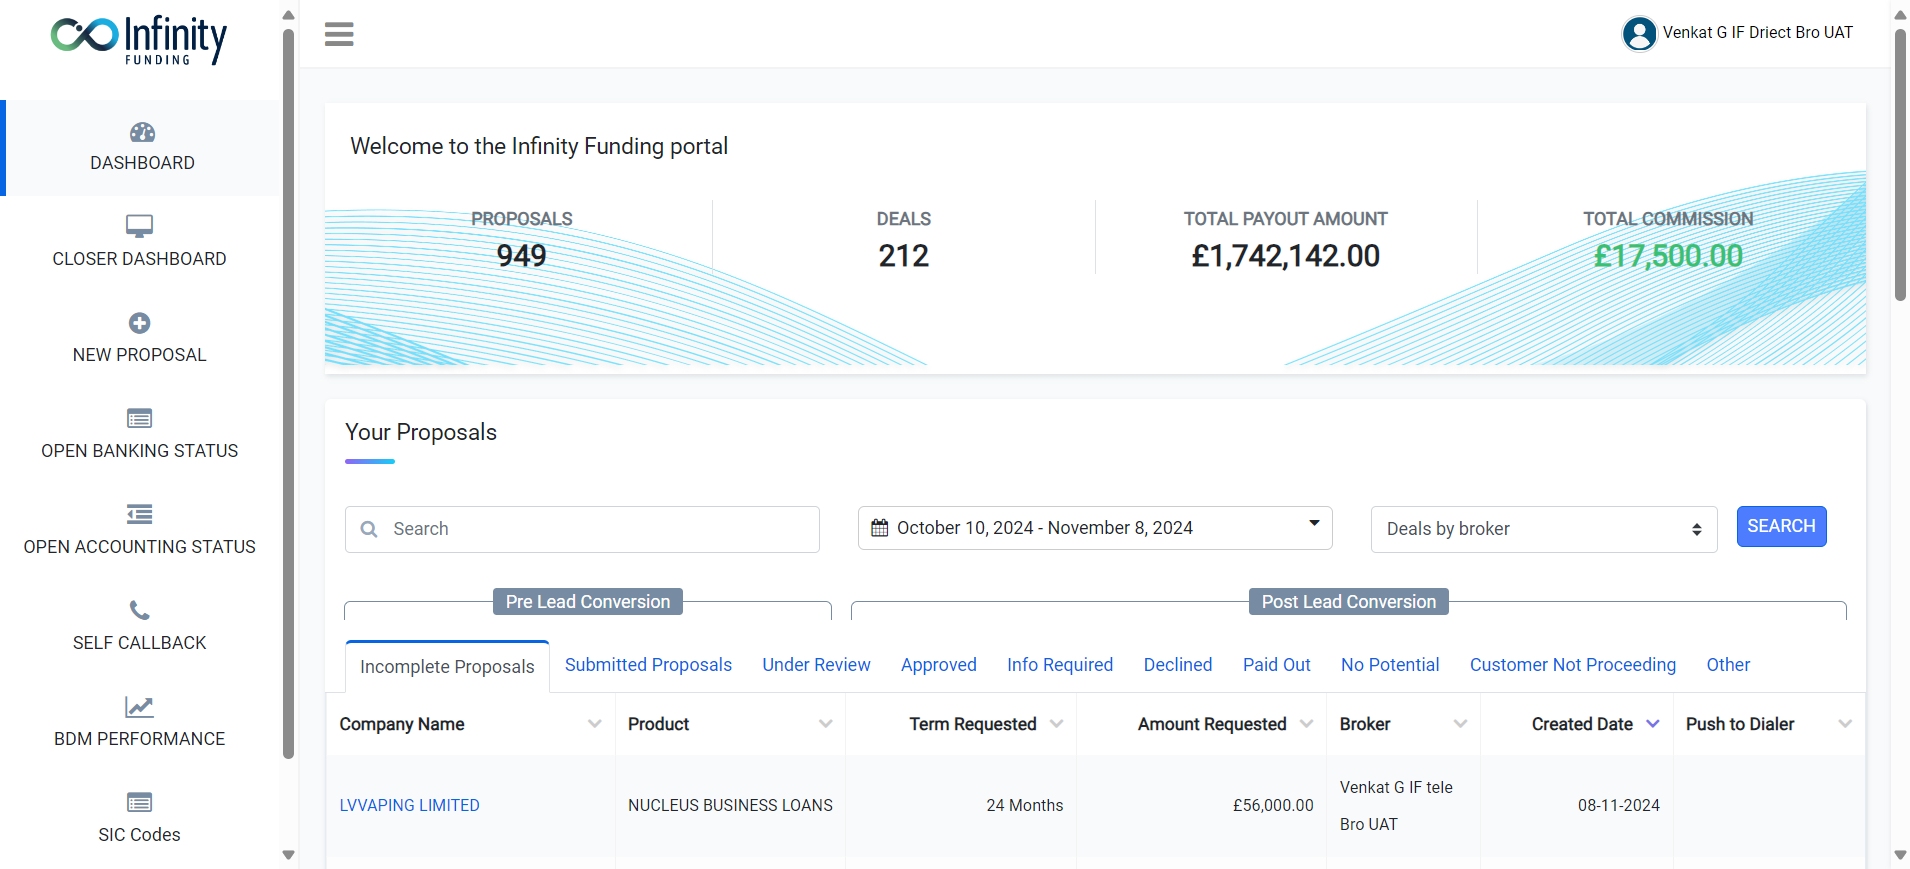 Infinity
FUNDING
Venkat G IF Driect Bro UAT
DASHBOARD
CLOSER DASHBOARD
NEW PROPOSAL
OPEN BANKING STATUS
OPEN ACCOUNTING STATUS
SELF CALLBACK
BDM PERFORMANCE
SIC Codes
Welcome to the Infinity Funding portal
PROPOSALS DEALS TOTAL PAYOUT AMOUNT TOTAL COMMISSION
949 212 £1,742,142.00 £17,500.00
Your Proposals
Search October 10, 2024 - November 8, 2024 Deals by broker SEARCH
Pre Lead Conversion Post Lead Conversion
Incomplete Proposals Submitted Proposals Under Review Approved Info Required Declined Paid Out No Potential Customer Not Proceeding Other
Company Name Product Term Requested Amount Requested Broker Created Date Push to Dialer
LVVAPING LIMITED NUCLEUS BUSINESS LOANS 24 Months £56,000.00 Venkat G IF tele 08-11-2024
Bro UAT